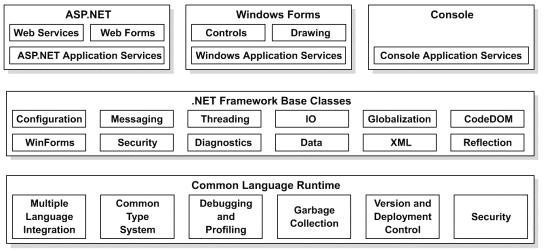 ASP.NET
Web Services
Web Forms
ASP.NET Application Services
Windows Forms
Controls
Drawing
Windows Application Services
Console
Console Application Services
.NET Framework Base Classes
Configuration
Messaging
Threading
IO
Globalization
CodeDOM
WinForms
Security
Diagnostics
Data
XML
Reflection
Common Language Runtime
Multiple
Language
Integration
Common
Type
System
Debugging
and
Profiling
Garbage
Collection
Version and
Deployment
Control
Security